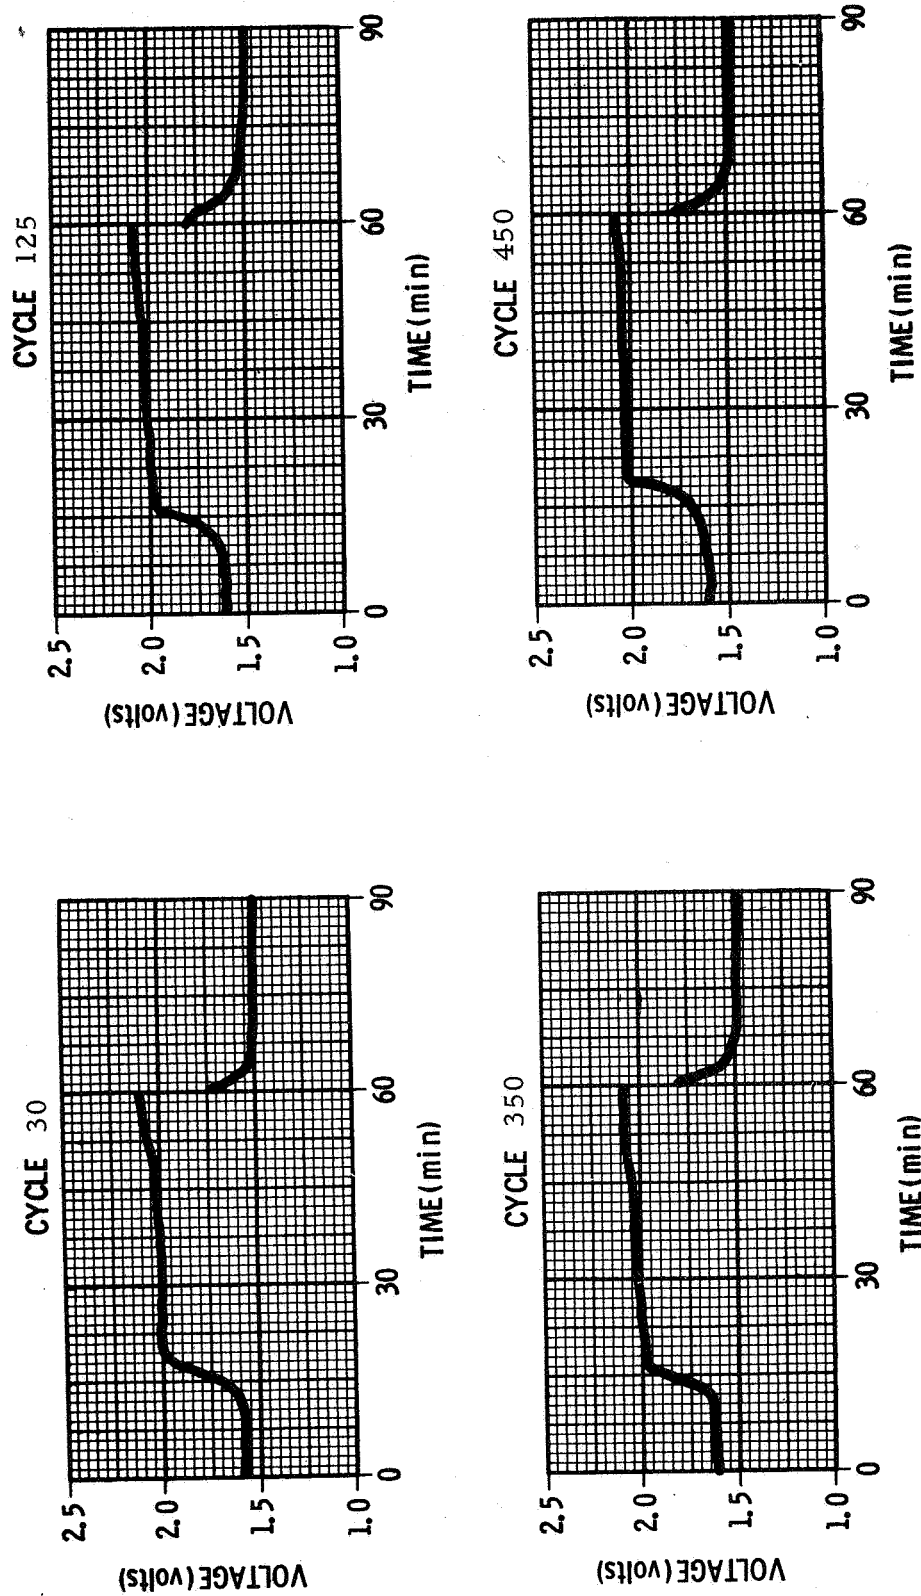 CYCLE 30
2.5
2.0
1.5
1.0
VOLTAGE (volts)
0
30
60
90
TIME (min)
CYCLE 125
2.5
2.0
1.5
1.0
VOLTAGE (volts)
0
30
60
90
TIME (min)
CYCLE 350
2.5
2.0
1.5
1.0
VOLTAGE (volts)
0
30
60
90
TIME (min)
CYCLE 450
2.5
2.0
1.5
1.0
VOLTAGE (volts)
0
30
60
90
TIME (min)